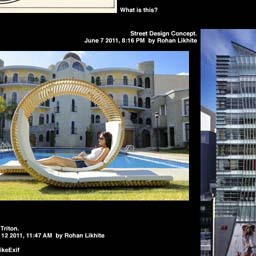 What is this?
Street Design Concept.
June 7 2011, 8:16 PM by Rohan Likhite
Triton.
12 2011, 11:47 AM by Rohan Likhite
ikeExif